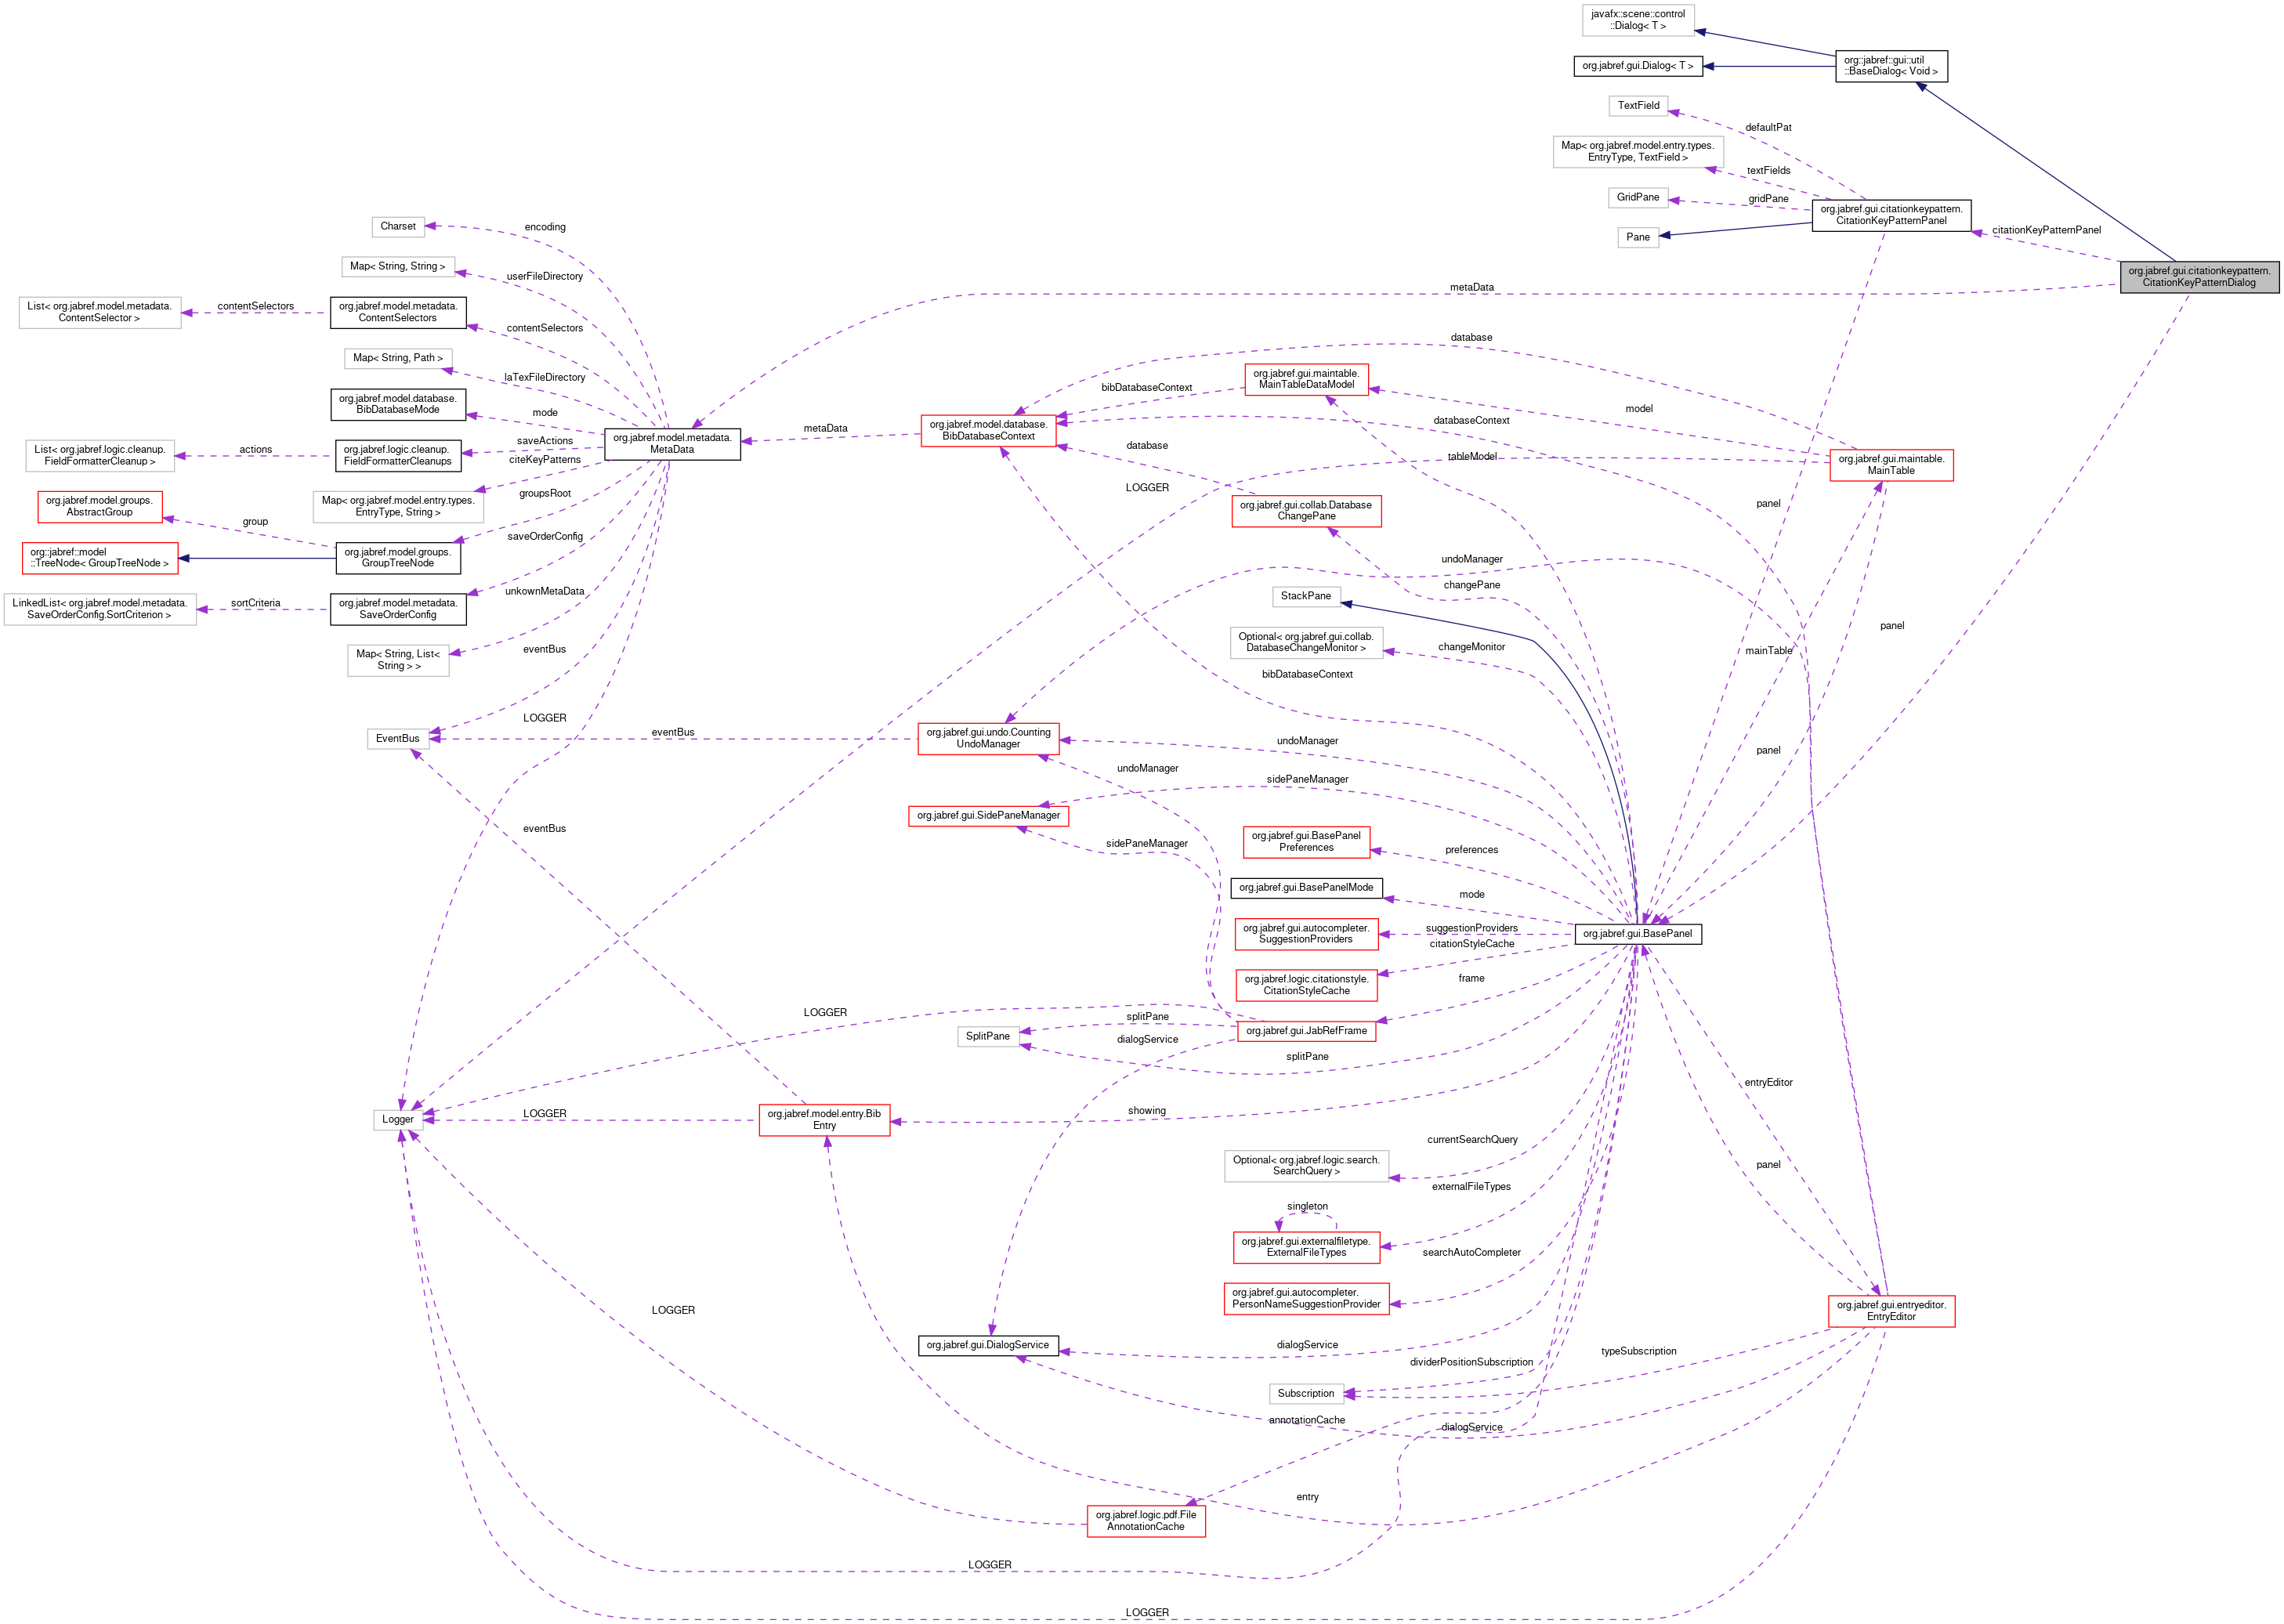 javafx::scene::control
::Dialog< T >
org.jabref.gui.Dialog< T >
org::jabref::gui::util
::BaseDialog< Void >
TextField
defaultPat
Map< org.jabref.model.entry.types.
EntryType, TextField >
textFields
GridPane
gridPane
org.jabref.gui.citationkeypattern.
CitationKeyPatternPanel
Pane
citationKeyPatternPanel
org.jabref.gui.citationkeypattern.
CitationKeyPatternDialog
Charset
encoding
Map< String, String >
userFileDirectory
metaData
List< org.jabref.model.metadata.
ContentSelector >
contentSelectors
org.jabref.model.metadata.
ContentSelectors
contentSelectors
Map< String, Path >
laTexFileDirectory
database
org.jabref.model.database.
BibDatabaseMode
mode
org.jabref.gui.maintable.
MainTableDataModel
bibDatabaseContext
model
List< org.jabref.logic.cleanup.
FieldFormatterCleanup >
actions
org.jabref.logic.cleanup.
FieldFormatterCleanups
saveActions
citeKeyPatterns
org.jabref.model.metadata.
MetaData
metaData
org.jabref.model.database.
BibDatabaseContext
databaseContext
database
tableModel
org.jabref.gui.maintable.
MainTable
LOGGER
org.jabref.model.groups.
AbstractGroup
group
Map< org.jabref.model.entry.types.
EntryType, String >
groupsRoot
org.jabref.gui.collab.Database
ChangePane
panel
org::jabref::model
::TreeNode< GroupTreeNode >
org.jabref.model.groups.
GroupTreeNode
saveOrderConfig
undoManager
changePane
LinkedList< org.jabref.model.metadata.
SaveOrderConfig.SortCriterion >
sortCriteria
org.jabref.model.metadata.
SaveOrderConfig
unkownMetaData
StackPane
panel
Optional< org.jabref.gui.collab.
DatabaseChangeMonitor >
changeMonitor
mainTable
Map< String, List<
String > >
eventBus
bibDatabaseContext
LOGGER
EventBus
eventBus
org.jabref.gui.undo.Counting
UndoManager
undoManager
panel
undoManager
sidePaneManager
org.jabref.gui.SidePaneManager
eventBus
sidePaneManager
org.jabref.gui.BasePanel
Preferences
preferences
org.jabref.gui.BasePanelMode
mode
org.jabref.gui.autocompleter.
SuggestionProviders
suggestionProviders
org.jabref.gui.BasePanel
citationStyleCache
org.jabref.logic.citationstyle.
CitationStyleCache
frame
LOGGER
splitPane
SplitPane
org.jabref.gui.JabRefFrame
dialogService
splitPane
entryEditor
Logger
LOGGER
org.jabref.model.entry.Bib
Entry
showing
currentSearchQuery
Optional< org.jabref.logic.search.
SearchQuery >
panel
externalFileTypes
singleton
org.jabref.gui.externalfiletype.
ExternalFileTypes
searchAutoCompleter
org.jabref.gui.autocompleter.
PersonNameSuggestionProvider
org.jabref.gui.entryeditor.
EntryEditor
LOGGER
org.jabref.gui.DialogService
dialogService
typeSubscription
dividerPositionSubscription
Subscription
annotationCache
dialogService
entry
org.jabref.logic.pdf.File
AnnotationCache
LOGGER
LOGGER